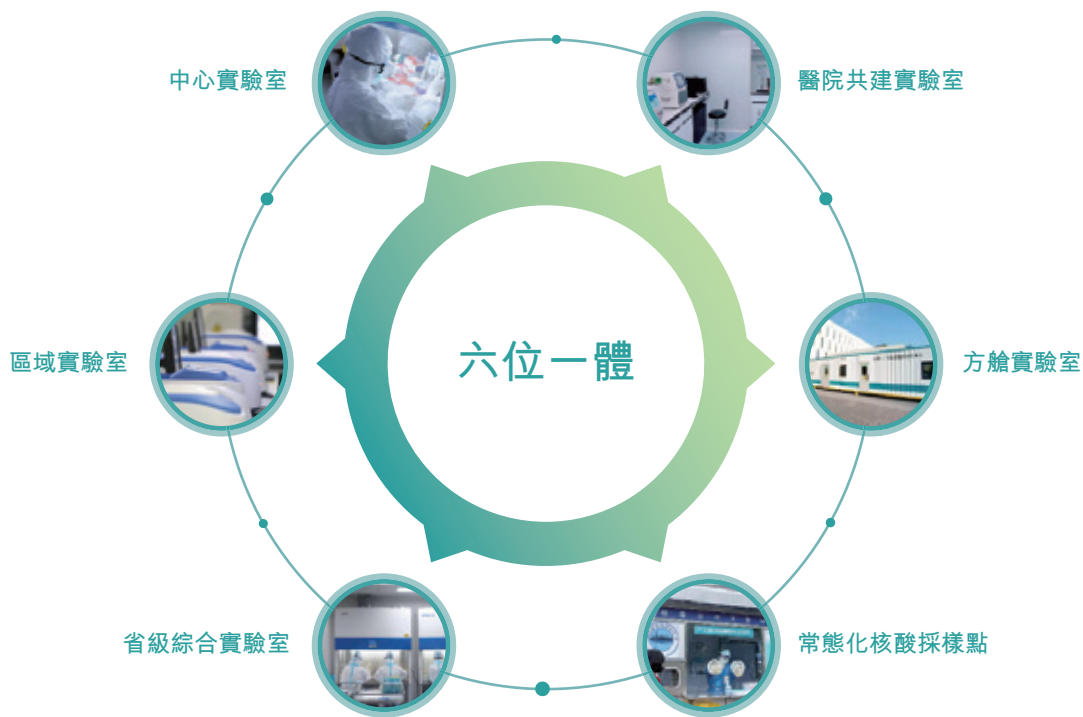 中心實驗室
醫院共建實驗室
區域實驗室
六位一體
方艙實驗室
省級綜合實驗室
常態化核酸採樣點